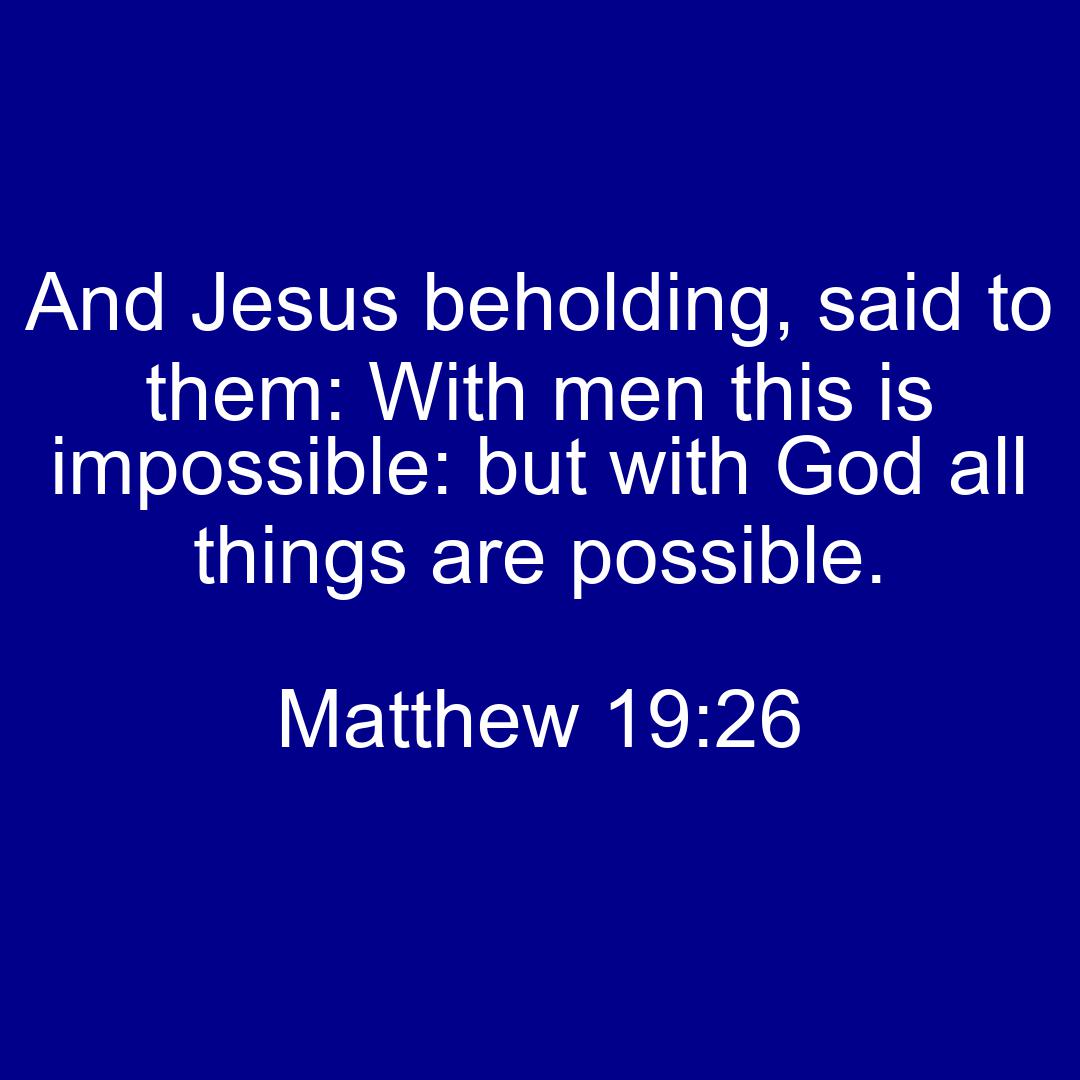 And Jesus beholding, said to
them: With men this is
impossible: but with God all
things are possible.
Matthew 19:26